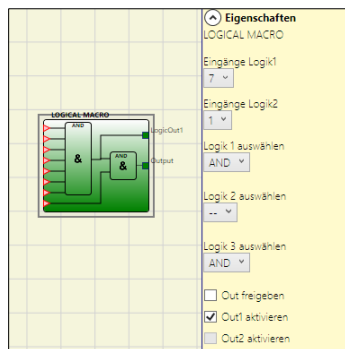 LOGICAL MACRO
AND
&
AND
&
LogicOut1
Output
Eigenschaften
LOGICAL MACRO
Eingänge Logik1
7
Eingänge Logik2
1
Logik 1 auswählen
AND
Logik 2 auswählen
--
Logik 3 auswählen
AND
Out freigeben
Out1 aktivieren
Out2 aktivieren